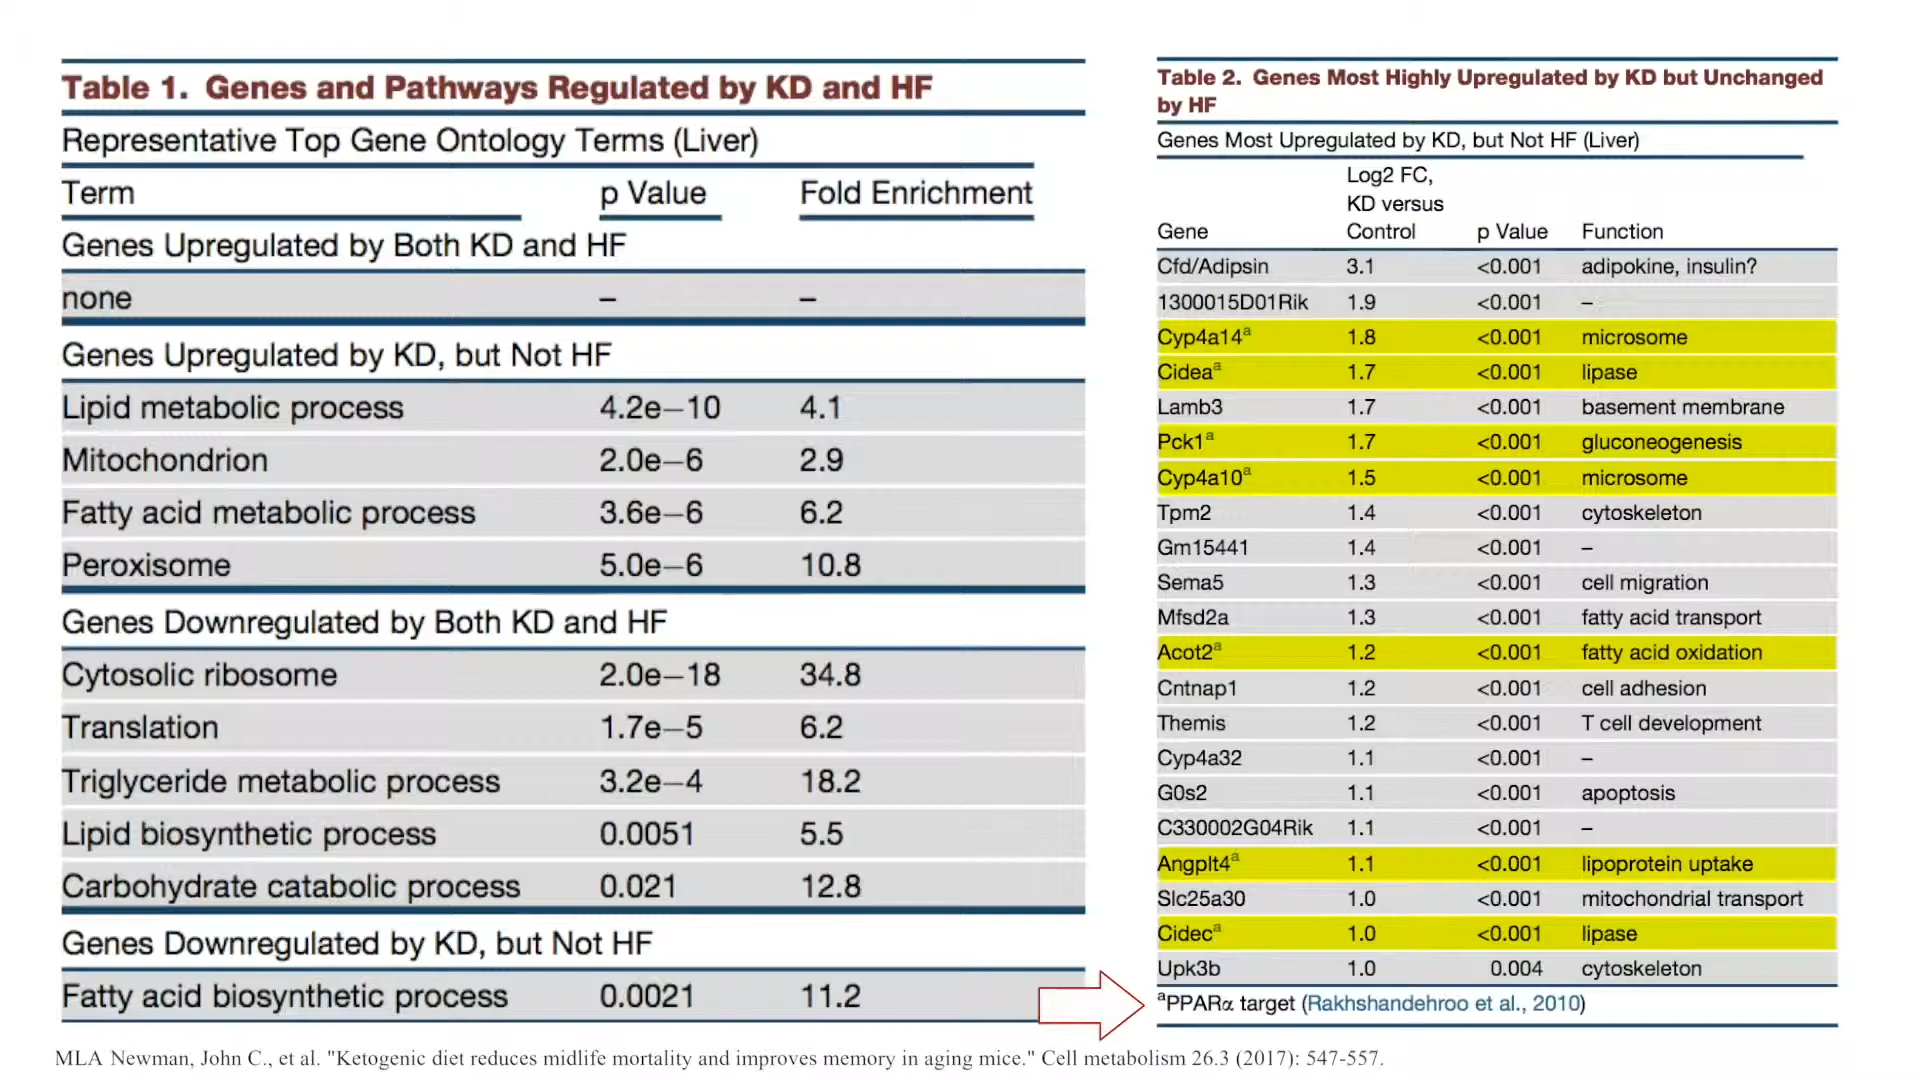 Table 1. Genes and Pathways Regulated by KD and HF
Representative Top Gene Ontology Terms (Liver)
Term p Value Fold Enrichment
Genes Upregulated by Both KD and HF
none – –
Genes Upregulated by KD, but Not HF
Lipid metabolic process 4.2e–10 4.1
Mitochondrion 2.0e–6 2.9
Fatty acid metabolic process 3.6e–6 6.2
Peroxisome 5.0e–6 10.8
Genes Downregulated by Both KD and HF
Cytosolic ribosome 2.0e–18 34.8
Translation 1.7e–5 6.2
Triglyceride metabolic process 3.2e–4 18.2
Lipid biosynthetic process 0.0051 5.5
Carbohydrate catabolic process 0.021 12.8
Genes Downregulated by KD, but Not HF
Fatty acid biosynthetic process 0.0021 11.2
Table 2. Genes Most Highly Upregulated by KD but Unchanged
by HF
Genes Most Upregulated by KD, but Not HF (Liver)
Log2 FC,
KD versus
Gene Control p Value Function
Cfd/Adipsin 3.1 <0.001 adipokine, insulin?
1300015D01Rik 1.9 <0.001 –
Cyp4a14ᵃ 1.8 <0.001 microsome
Cideaᵃ 1.7 <0.001 lipase
Lamb3 1.7 <0.001 basement membrane
Pck1ᵃ 1.7 <0.001 gluconeogenesis
Cyp4a10ᵃ 1.5 <0.001 microsome
Tpm2 1.4 <0.001 cytoskeleton
Gm15441 1.4 <0.001 –
Sema5 1.3 <0.001 cell migration
Mfsd2a 1.3 <0.001 fatty acid transport
Acot2ᵃ 1.2 <0.001 fatty acid oxidation
Cntnap1 1.2 <0.001 cell adhesion
Themis 1.2 <0.001 T cell development
Cyp4a32 1.1 <0.001 –
G0s2 1.1 <0.001 apoptosis
C330002G04Rik 1.1 <0.001 –
Angplt4ᵃ 1.1 <0.001 lipoprotein uptake
Slc25a30 1.0 <0.001 mitochondrial transport
Cidecᵃ 1.0 <0.001 lipase
Upk3b 1.0 0.004 cytoskeleton
ᵃPPARα target (Rakhshandehroo et al., 2010)
MLA Newman, John C., et al. "Ketogenic diet reduces midlife mortality and improves memory in aging mice." Cell metabolism 26.3 (2017): 547-557.